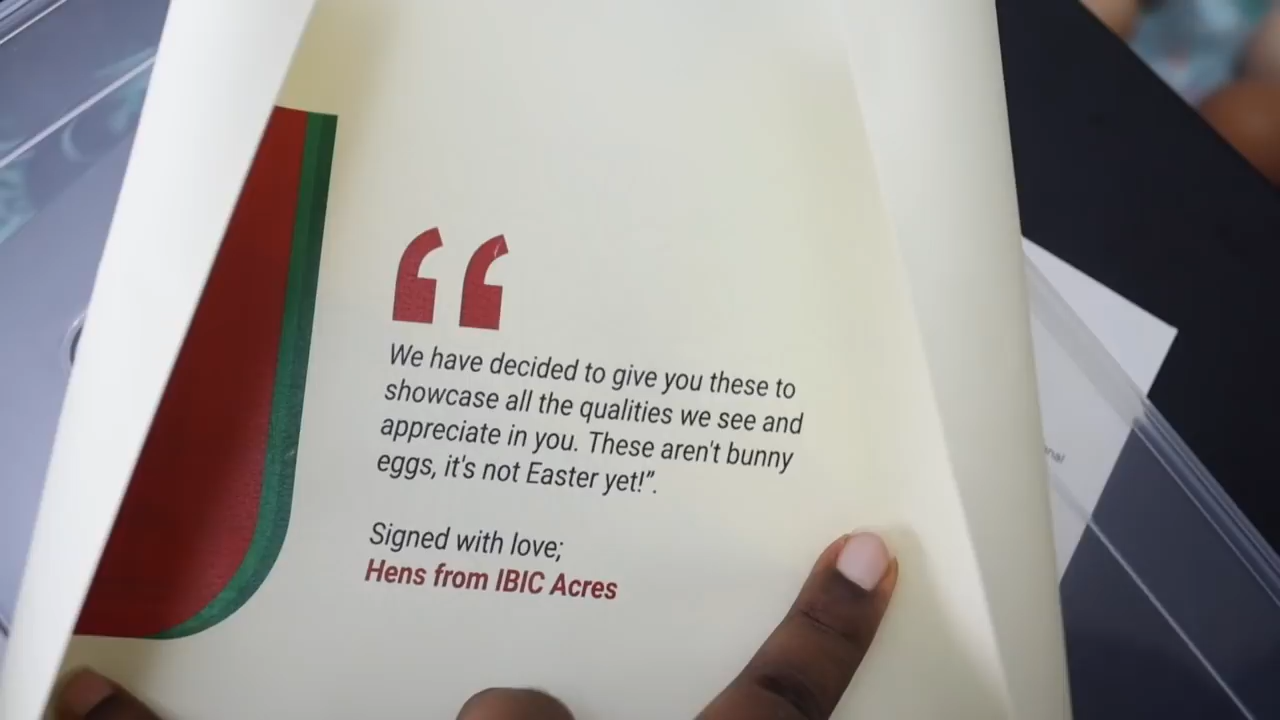 “
We have decided to give you these to
showcase all the qualities we see and
appreciate in you. These aren't bunny
eggs, it's not Easter yet!”.
Signed with love;
Hens from IBIC Acres